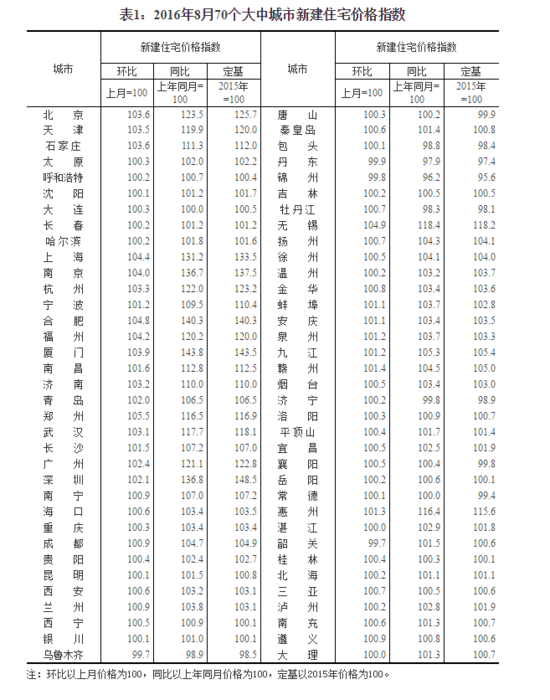 表1：2016年8月70个大中城市新建住宅价格指数
城市 新建住宅价格指数 城市 新建住宅价格指数
环比 同比 定基 环比 同比 定基
上月=100 上年同月=100 2015年=100 上月=100 上年同月=100 2015年=100
北京 103.6 123.5 125.7 唐山 100.3 100.2 99.9
天津 103.5 119.9 120.0 秦皇岛 100.6 101.4 100.8
石家庄 103.6 111.3 112.0 包头 100.1 98.8 98.4
太原 100.3 102.0 102.2 丹东 99.9 97.9 97.4
呼和浩特 100.2 100.7 100.4 锦州 99.8 96.2 95.6
沈阳 100.1 101.2 101.7 吉林 100.2 100.5 100.5
大连 100.3 100.0 100.5 牡丹江 100.7 98.3 98.1
长春 100.2 101.2 101.2 无锡 104.9 118.4 118.2
哈尔滨 100.2 101.8 101.6 扬州 100.7 104.3 104.1
上海 104.4 131.2 133.5 徐州 100.5 104.1 104.0
南京 104.0 136.7 137.5 温州 100.2 103.2 103.7
杭州 103.3 122.0 123.2 金华 100.8 103.4 103.6
宁波 101.2 109.5 110.4 蚌埠 101.1 103.7 102.8
合肥 104.8 140.3 140.3 安庆 101.1 103.4 103.5
福州 104.2 120.2 120.0 泉州 101.2 103.7 103.3
厦门 103.9 143.8 143.5 九江 101.2 105.3 105.4
南昌 101.6 112.8 112.5 赣州 101.4 104.5 105.0
济南 103.2 110.0 110.0 烟台 100.5 103.4 103.0
青岛 102.0 106.5 106.5 济宁 100.2 99.8 98.9
郑州 105.5 116.5 116.9 洛阳 100.3 100.9 100.7
武汉 103.1 117.7 118.1 平顶山 100.4 101.7 101.4
长沙 101.5 107.2 107.0 宜昌 100.5 102.5 101.9
广州 102.4 121.1 122.8 襄阳 100.5 100.4 99.8
深圳 102.1 136.8 148.5 岳阳 100.2 100.6 100.1
南宁 100.9 107.0 107.2 常德 100.1 100.0 99.4
海口 100.6 103.4 103.5 惠州 101.3 116.4 115.6
重庆 100.3 103.4 103.4 湛江 100.0 102.9 101.8
成都 100.9 104.7 104.9 韶关 99.7 101.5 100.6
贵阳 100.4 102.4 102.7 桂林 100.4 100.3 100.1
昆明 100.1 101.5 100.8 北海 100.2 101.1 101.1
西安 100.6 103.2 103.1 三亚 100.7 100.5 100.6
兰州 100.9 103.8 103.1 泸州 100.2 102.8 101.9
西宁 100.5 100.9 100.1 南充 100.6 101.3 100.7
银川 100.1 101.0 100.1 遵义 100.9 100.8 100.6
乌鲁木齐 99.7 98.9 98.5 大理 100.0 101.3 100.7
注：环比以上月价格为100，同比以上年同月价格为100，定基以2015年价格为100。